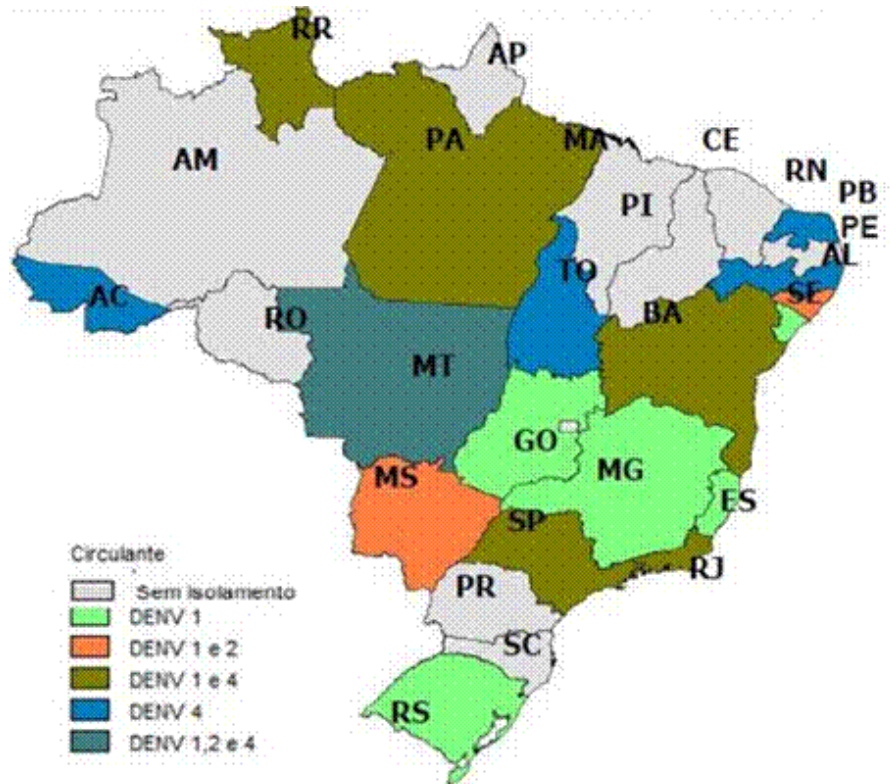 RR
AP
CE
PA
MA
AM
RN
PB
PI
PE
AL
TO
AC
SE
RO
BA
MT
GO
MG
MS
ES
SP
RJ
PR
SC
RS
Circulante
Sem isolamento
DENV 1
DENV 1 e 2
DENV 1 e 4
DENV 4
DENV 1,2 e 4